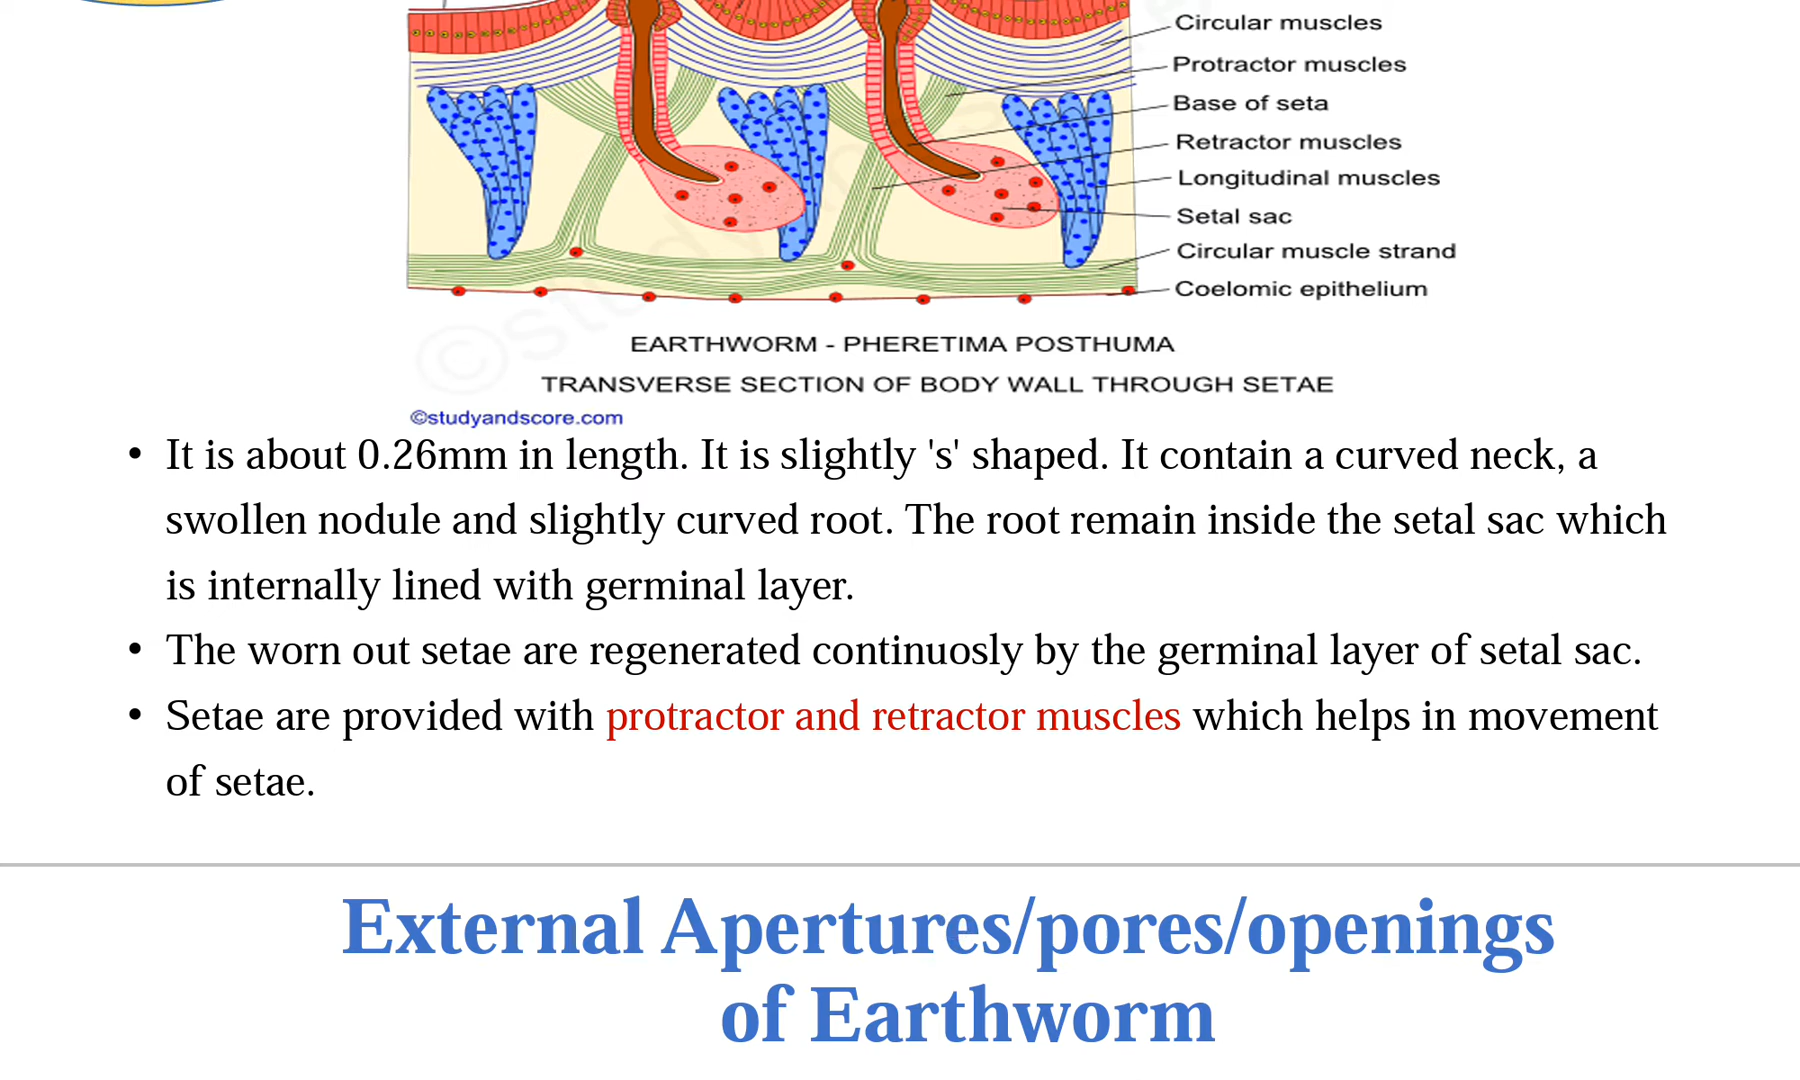 Circular muscles
Protractor muscles
Base of seta
Retractor muscles
Longitudinal muscles
Setal sac
Circular muscle strand
Coelomic epithelium
EARTHWORM - PHERETIMA POSTHUMA
TRANSVERSE SECTION OF BODY WALL THROUGH SETAE
©studyandscore.com
• It is about 0.26mm in length. It is slightly 's' shaped. It contain a curved neck, a
swollen nodule and slightly curved root. The root remain inside the setal sac which
is internally lined with germinal layer.
• The worn out setae are regenerated continuosly by the germinal layer of setal sac.
• Setae are provided with protractor and retractor muscles which helps in movement
of setae.
External Apertures/pores/openings
of Earthworm